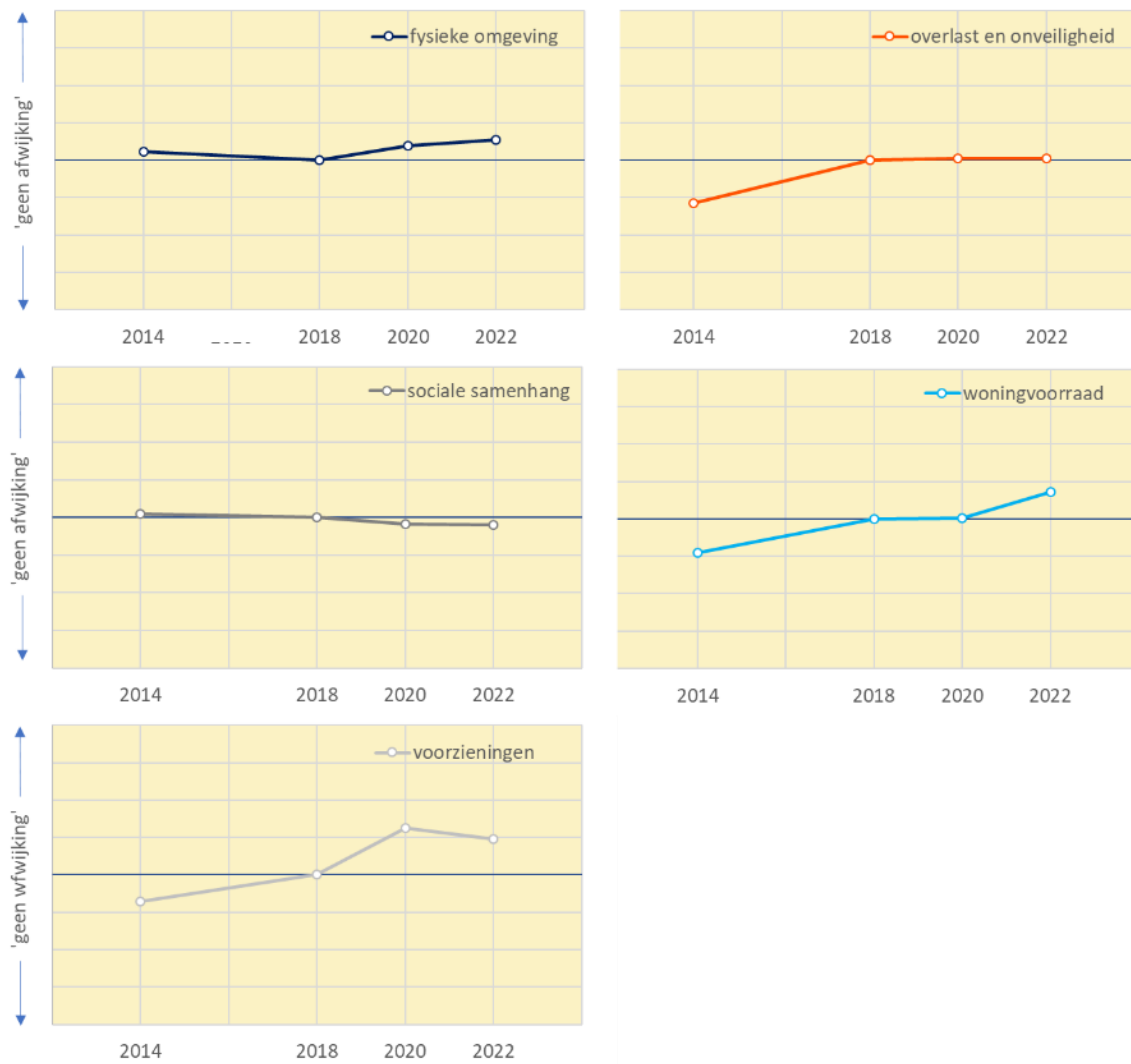 fysieke omgeving
overlast en onveiligheid
'geen afwijking'
2014 2018 2020 2022
2014 2018 2020 2022
sociale samenhang
woningvoorraad
'geen afwijking'
2014 2018 2020 2022
2014 2018 2020 2022
voorzieningen
'geen wfwijking'
2014 2018 2020 2022